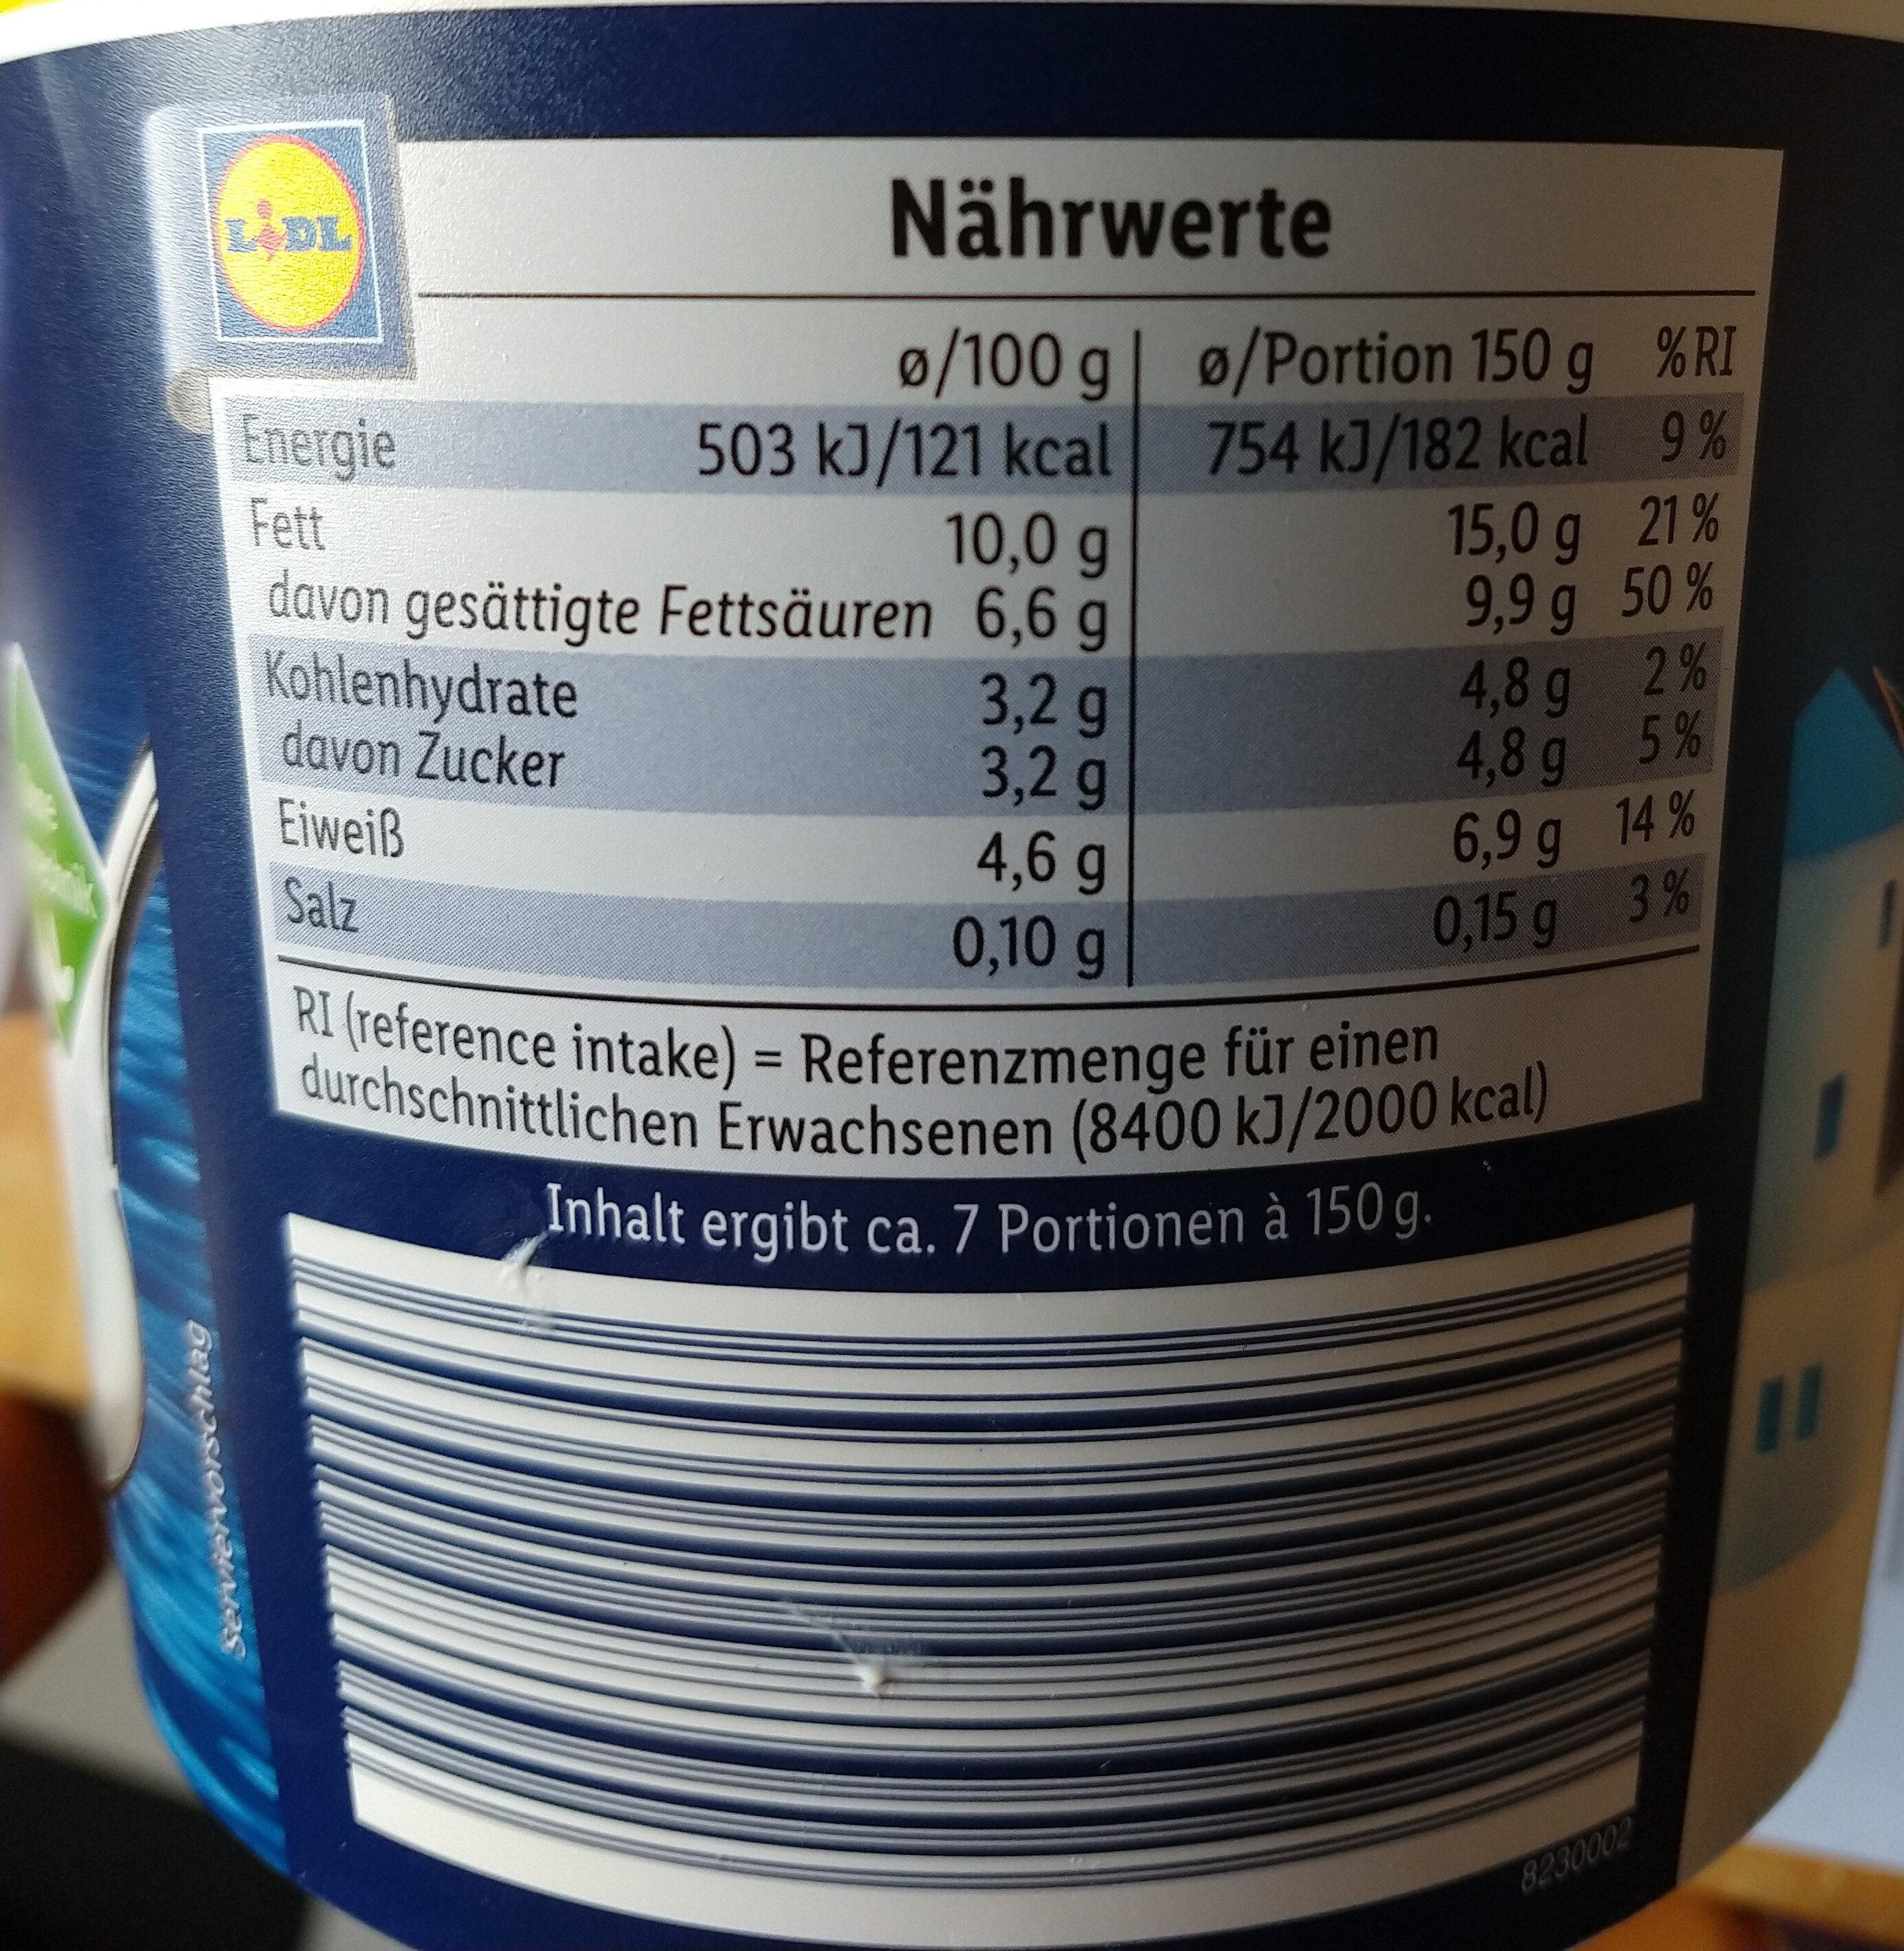 LIDL
Nährwerte
ø/100 g ø/Portion 150 g % RI
Energie 503 kJ/121 kcal 754 kJ/182 kcal 9 %
Fett 10,0 g 15,0 g 21 %
davon gesättigte Fettsäuren 6,6 g 9,9 g 50 %
Kohlenhydrate 3,2 g 4,8 g 2 %
davon Zucker 3,2 g 4,8 g 5 %
Eiweiß 4,6 g 6,9 g 14 %
Salz 0,10 g 0,15 g 3 %
RI (reference intake) = Referenzmenge für einen
durchschnittlichen Erwachsenen (8400 kJ/2000 kcal)
Inhalt ergibt ca. 7 Portionen à 150 g.
Serviervorschlag
8230002